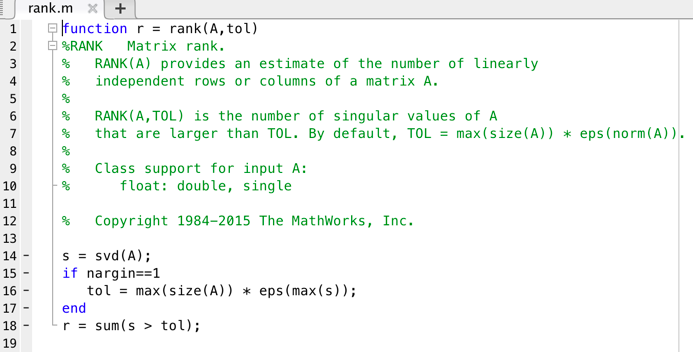 rank.m × +
1 function r = rank(A,tol)
2 %RANK   Matrix rank.
3 %   RANK(A) provides an estimate of the number of linearly
4 %   independent rows or columns of a matrix A.
5 %
6 %   RANK(A,TOL) is the number of singular values of A
7 %   that are larger than TOL. By default, TOL = max(size(A)) * eps(norm(A)).
8 %
9 %   Class support for input A:
10 %      float: double, single
11
12 %   Copyright 1984-2015 The MathWorks, Inc.
13
14 - s = svd(A);
15 - if nargin==1
16 -    tol = max(size(A)) * eps(max(s));
17 - end
18 - r = sum(s > tol);
19